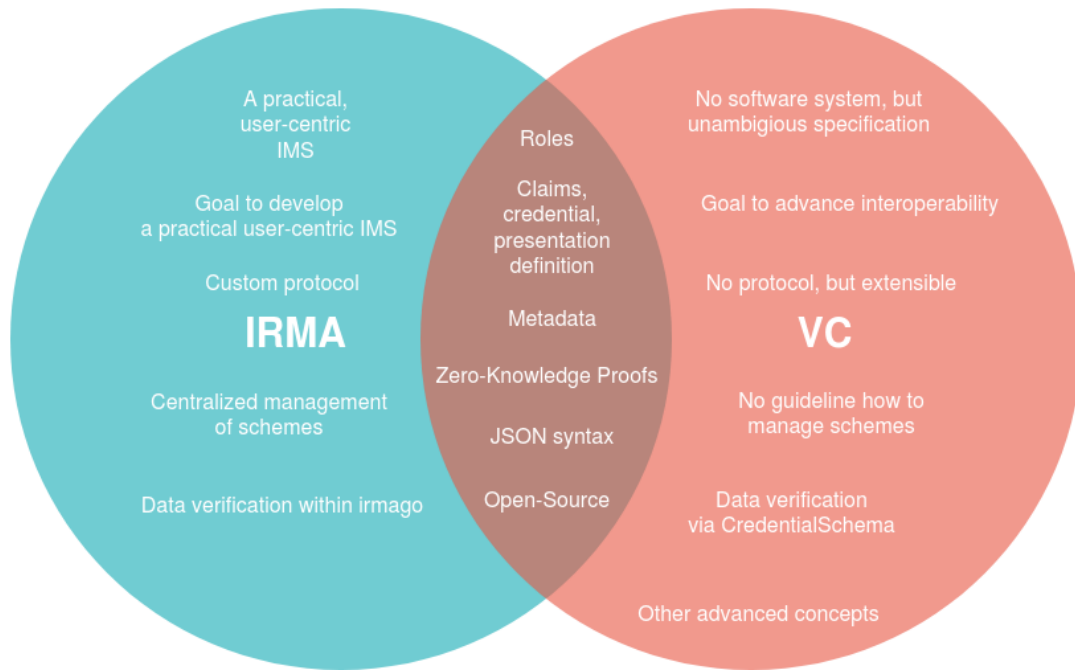 A practical,
user-centric
IMS
Goal to develop
a practical user-centric IMS
Custom protocol
IRMA
Centralized management
of schemes
Data verification within irmago
Roles
Claims,
credential,
presentation
definition
Metadata
Zero-Knowledge Proofs
JSON syntax
Open-Source
No software system, but
unambigious specification
Goal to advance interoperability
No protocol, but extensible
VC
No guideline how to
manage schemes
Data verification
via CredentialSchema
Other advanced concepts